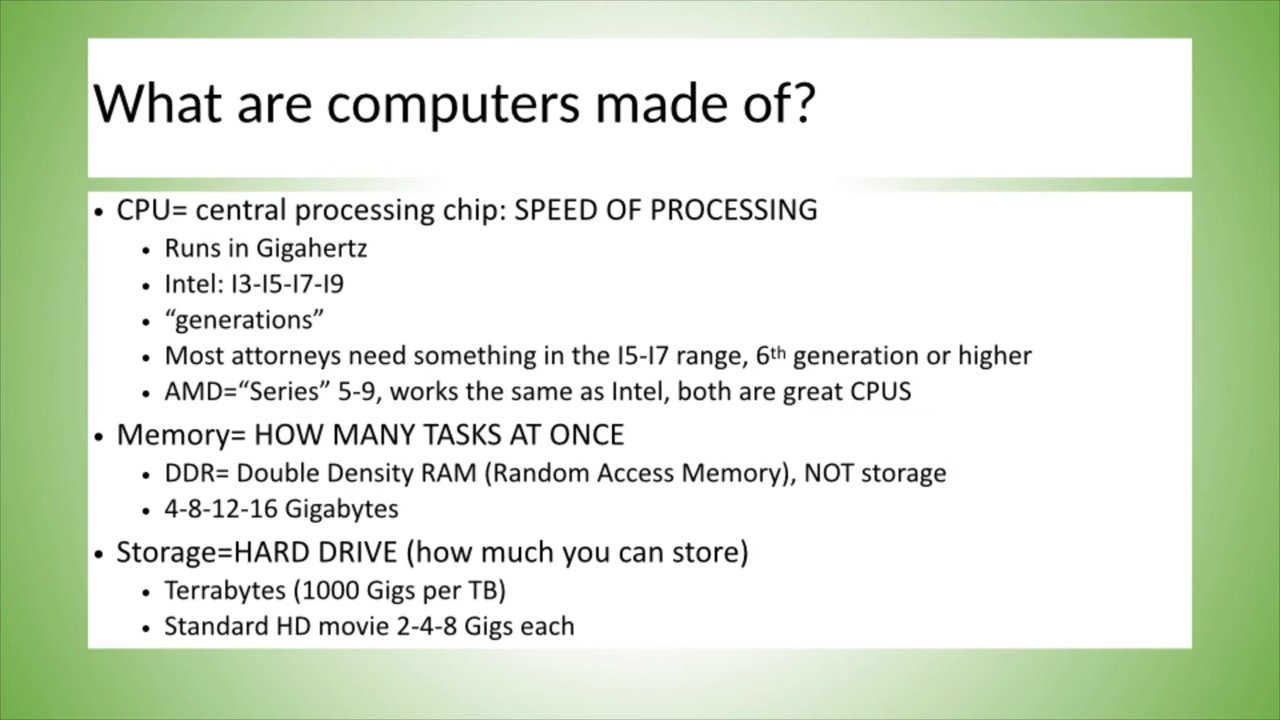 What are computers made of?
• CPU= central processing chip: SPEED OF PROCESSING
• Runs in Gigahertz
• Intel: I3-I5-I7-I9
• “generations”
• Most attorneys need something in the I5-I7 range, 6th generation or higher
• AMD=“Series” 5-9, works the same as Intel, both are great CPUS
• Memory= HOW MANY TASKS AT ONCE
• DDR= Double Density RAM (Random Access Memory), NOT storage
• 4-8-12-16 Gigabytes
• Storage=HARD DRIVE (how much you can store)
• Terrabytes (1000 Gigs per TB)
• Standard HD movie 2-4-8 Gigs each